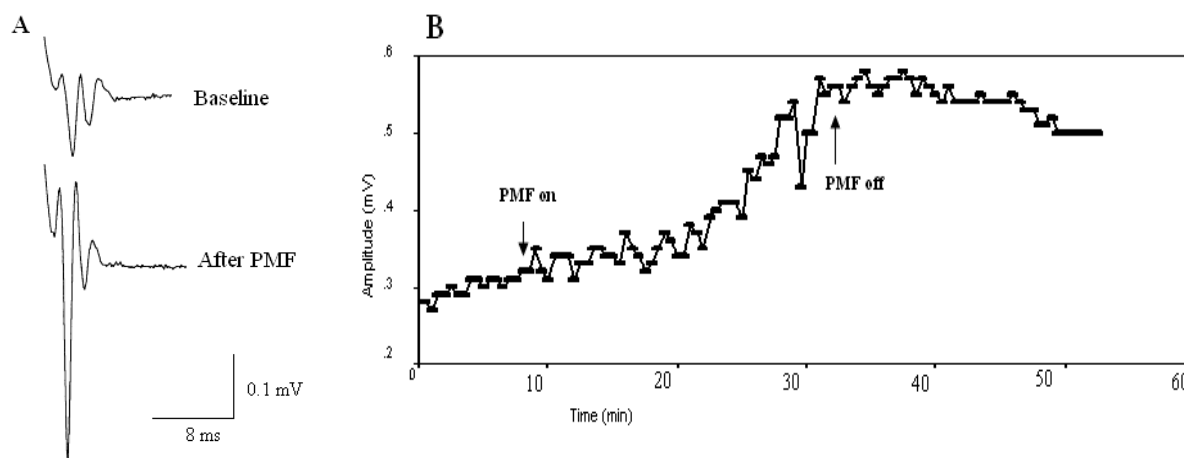 A
Baseline
After PMF
0.1 mV
8 ms
B
.6
.5
.4
.3
.2
Amplitude (mV)
PMF on
PMF off
0
10
20
30
40
50
60
Time (min)